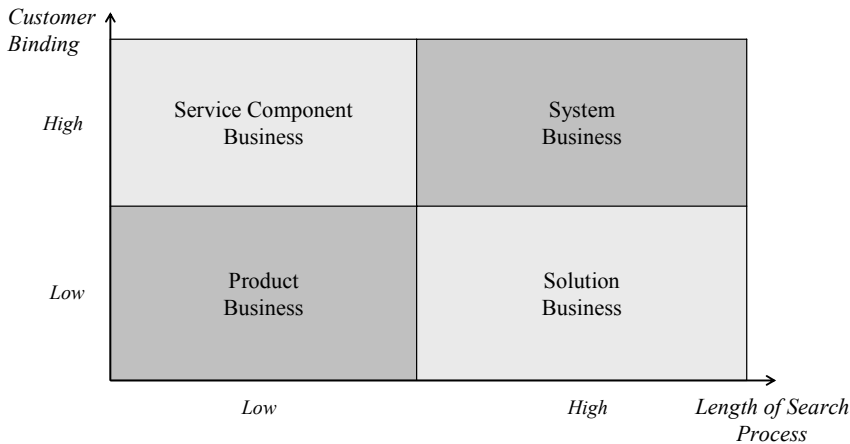 Customer
Binding
High
Service Component
Business
System
Business
Low
Product
Business
Solution
Business
Low
High
Length of Search
Process